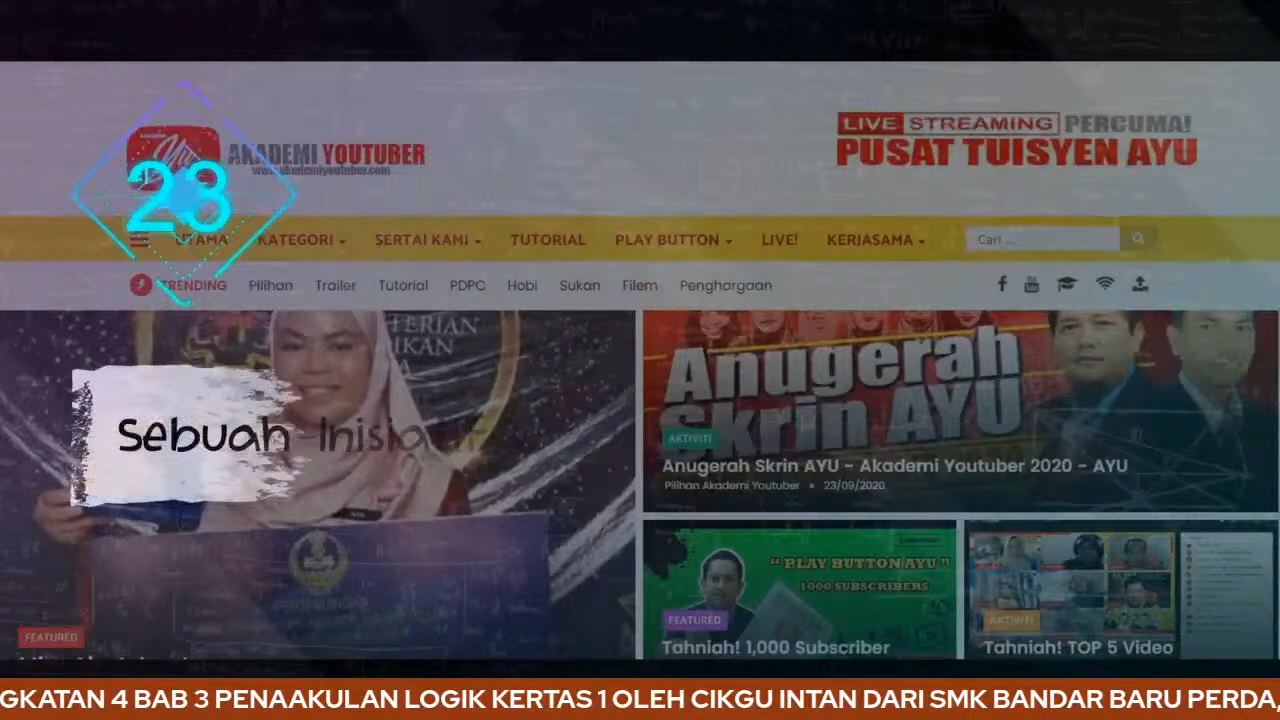 LIVE STREAMING PERCUMA!
PUSAT TUISYEN AYU
AKADEMI YOUTUBER
www.akademiyoutuber.com
23
UTAMA KATEGORI SERTAI KAMI TUTORIAL PLAY BUTTON LIVE! KERJASAMA Cari ...
TRENDING Pilihan Trailer Tutorial PDPC Hobi Sukan Filem Penghargaan
Sebuah Inisiatif
Anugerah
Skrin AYU
AKTIVITI
Anugerah Skrin AYU - Akademi Youtuber 2020 - AYU
Pilihan Akademi Youtuber 23/09/2020
" PLAY BUTTON AYU "
1000 SUBSCRIBERS
FEATURED
Tahniah! 1,000 Subscriber
AKTIVITI
Tahniah! TOP 5 Video
FEATURED
GKATAN 4 BAB 3 PENAAKULAN LOGIK KERTAS 1 OLEH CIKGU INTAN DARI SMK BANDAR BARU PERDA,